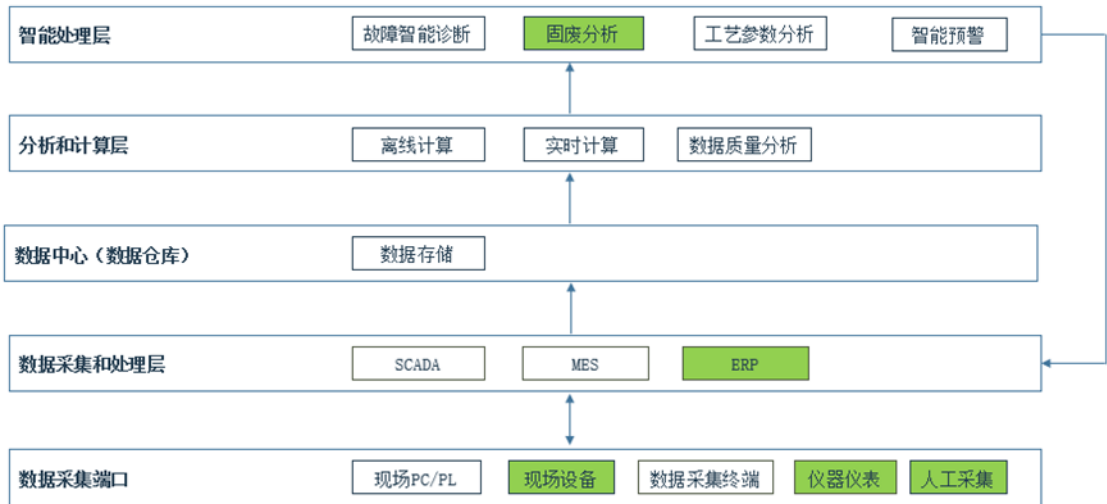 智能处理层 故障智能诊断 固废分析 工艺参数分析 智能预警
分析和计算层 离线计算 实时计算 数据质量分析
数据中心（数据仓库） 数据存储
数据采集和处理层 SCADA MES ERP
数据采集端口 现场PC/PL 现场设备 数据采集终端 仪器仪表 人工采集